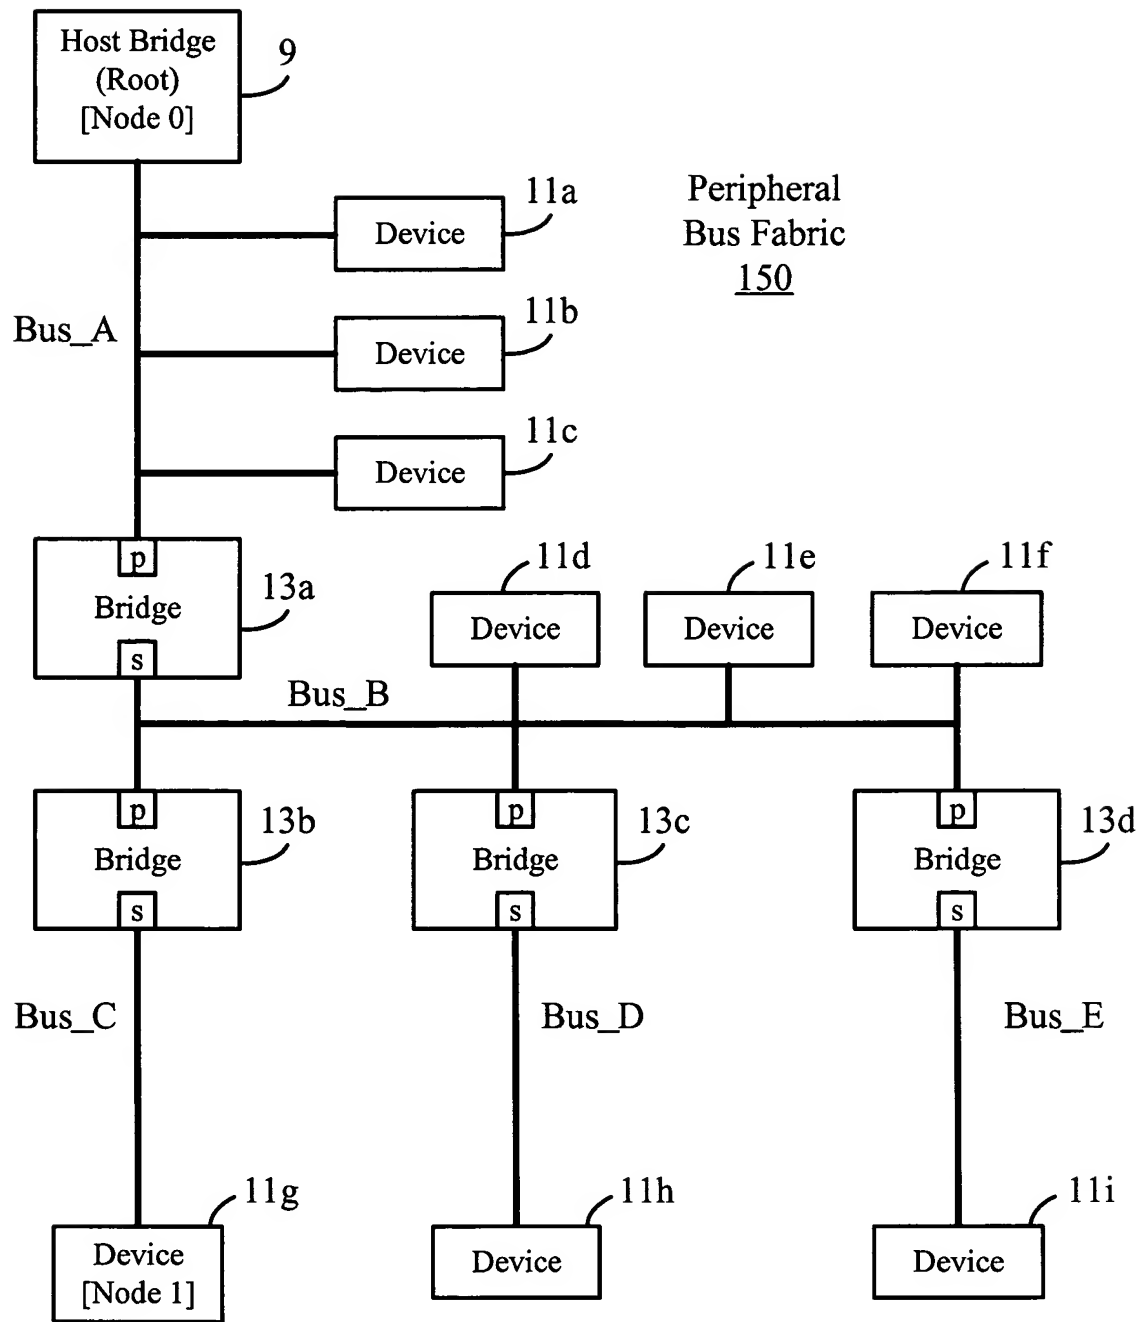 Host Bridge
(Root)
[Node 0]
9
Peripheral
Bus Fabric
150
11a
Device
11b
Device
Bus_A
11c
Device
p
Bridge
s
13a
11d
Device
11e
Device
11f
Device
Bus_B
p
Bridge
s
13b
p
Bridge
s
13c
p
Bridge
s
13d
Bus_C
Bus_D
Bus_E
11g
Device
[Node 1]
11h
Device
11i
Device